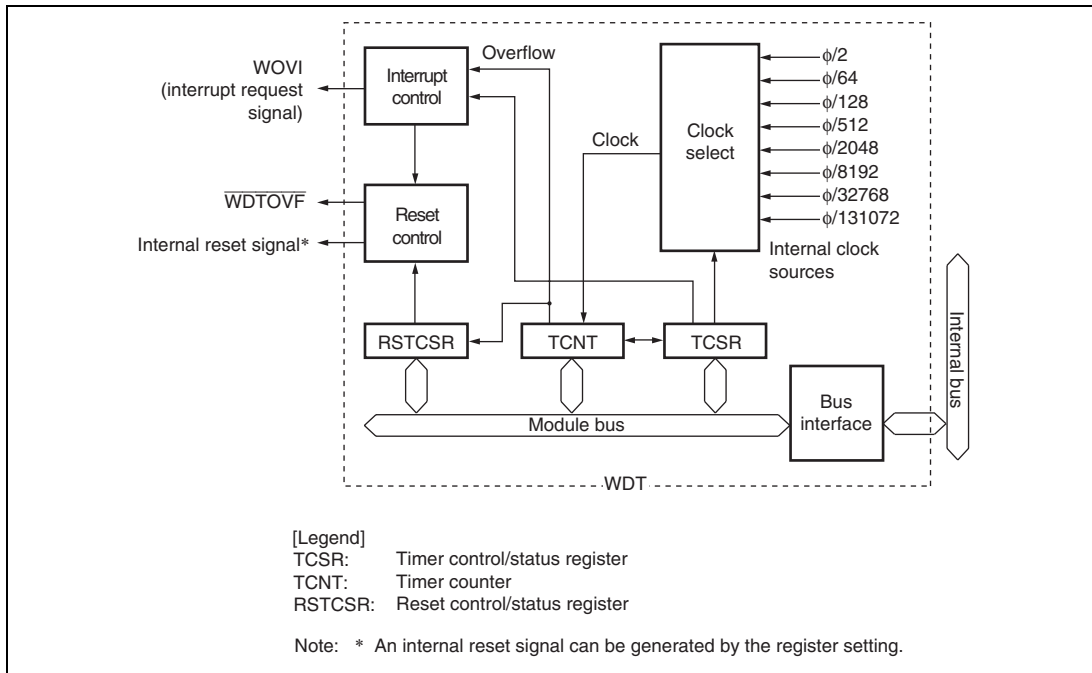 WOVI
(interrupt request
signal)
Interrupt
control
Overflow
Clock
Clock
select
ϕ/2
ϕ/64
ϕ/128
ϕ/512
ϕ/2048
ϕ/8192
ϕ/32768
ϕ/131072
Internal clock
sources
WDTOVF
Internal reset signal*
Reset
control
RSTCSR
TCNT
TCSR
Module bus
Bus
interface
Internal bus
WDT
[Legend]
TCSR: Timer control/status register
TCNT: Timer counter
RSTCSR: Reset control/status register
Note: * An internal reset signal can be generated by the register setting.